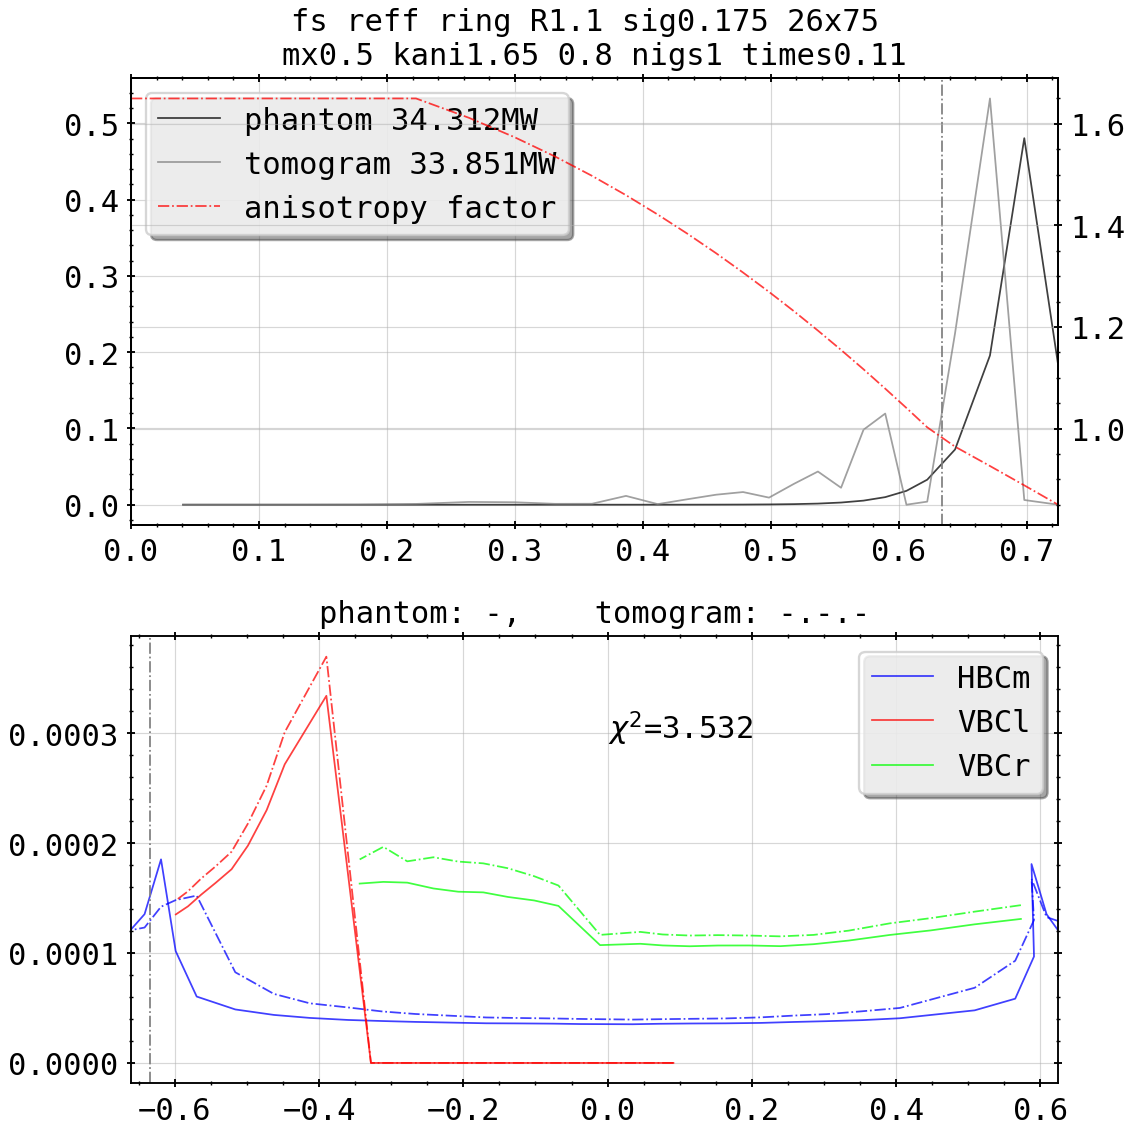 fs reff ring R1.1 sig0.175 26x75
mx0.5 kani1.65 0.8 nigs1 times0.11
phantom 34.312MW
tomogram 33.851MW
anisotropy factor
0.5
0.4
0.3
0.2
0.1
0.0
1.6
1.4
1.2
1.0
0.0 0.1 0.2 0.3 0.4 0.5 0.6 0.7
phantom: -, tomogram: -.-.-
HBCm
VBCl
VBCr
χ²=3.532
0.0003
0.0002
0.0001
0.0000
−0.6 −0.4 −0.2 0.0 0.2 0.4 0.6